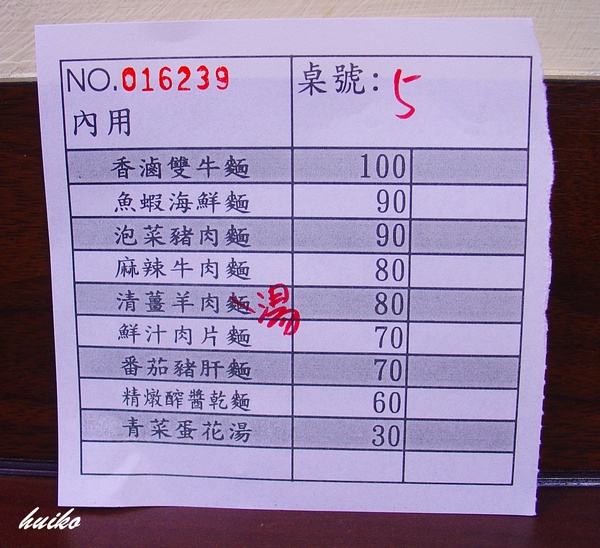 NO.016239 桌號:5
內用
香滷雙牛麵 100
魚蝦海鮮麵 90
泡菜豬肉麵 90
麻辣牛肉麵 80
清薑羊肉麵湯 80
鮮汁肉片麵 70
番茄豬肝麵 70
精燉醡醬乾麵 60
青菜蛋花湯 30
huiko